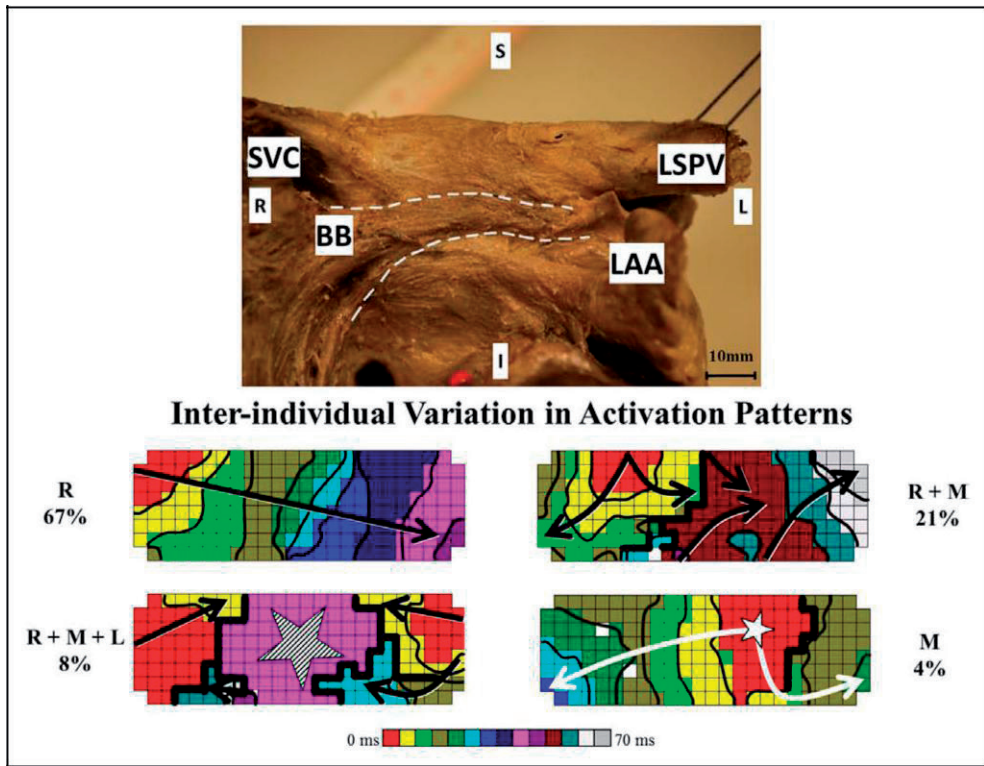 S
SVC
LSPV
R
L
BB
LAA
I
10mm
Inter-individual Variation in Activation Patterns
R
67%
R + M
21%
R + M + L
8%
M
4%
0 ms
70 ms